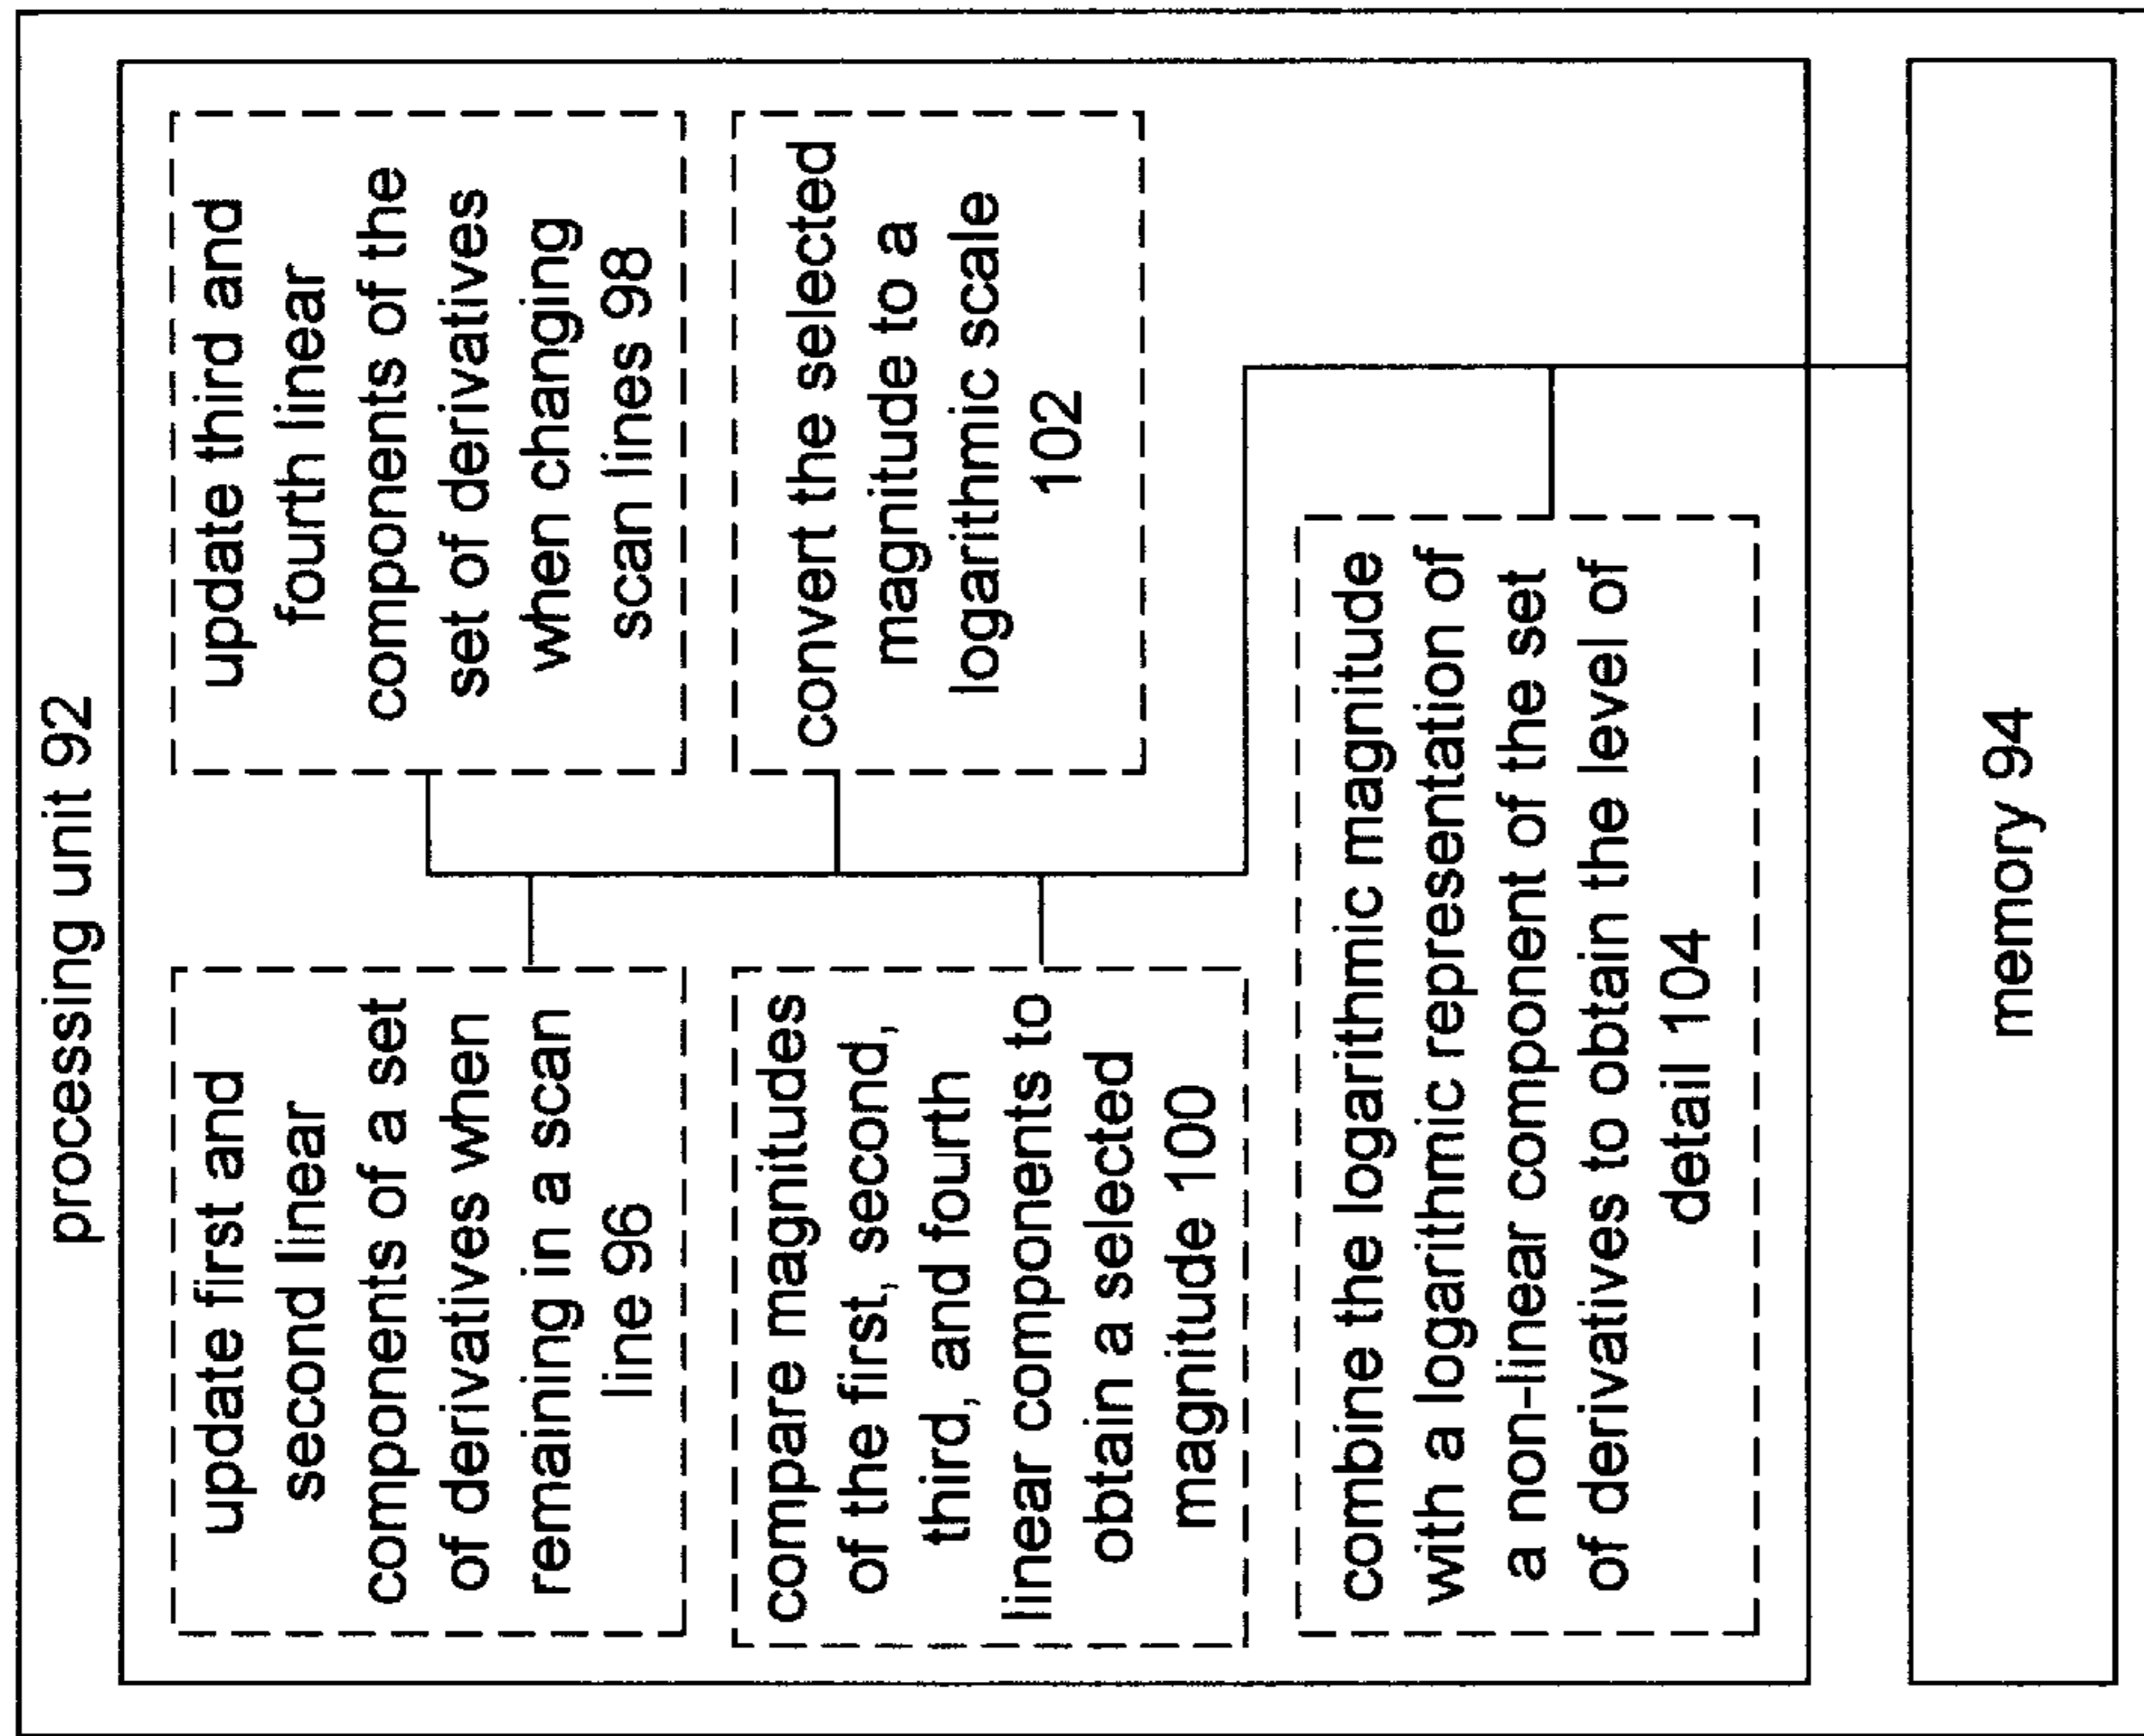 processing unit 92
update first and
second linear
components of a set
of derivatives when
remaining in a scan
line 96
update third and
fourth linear
components of the
set of derivatives
when changing
scan lines 98
compare magnitudes
of the first, second,
third, and fourth
linear components to
obtain a selected
magnitude 100
convert the selected
magnitude to a
logarithmic scale
102
combine the logarithmic magnitude
with a logarithmic representation of
a non-linear component of the set
of derivatives to obtain the level of
detail 104
memory 94